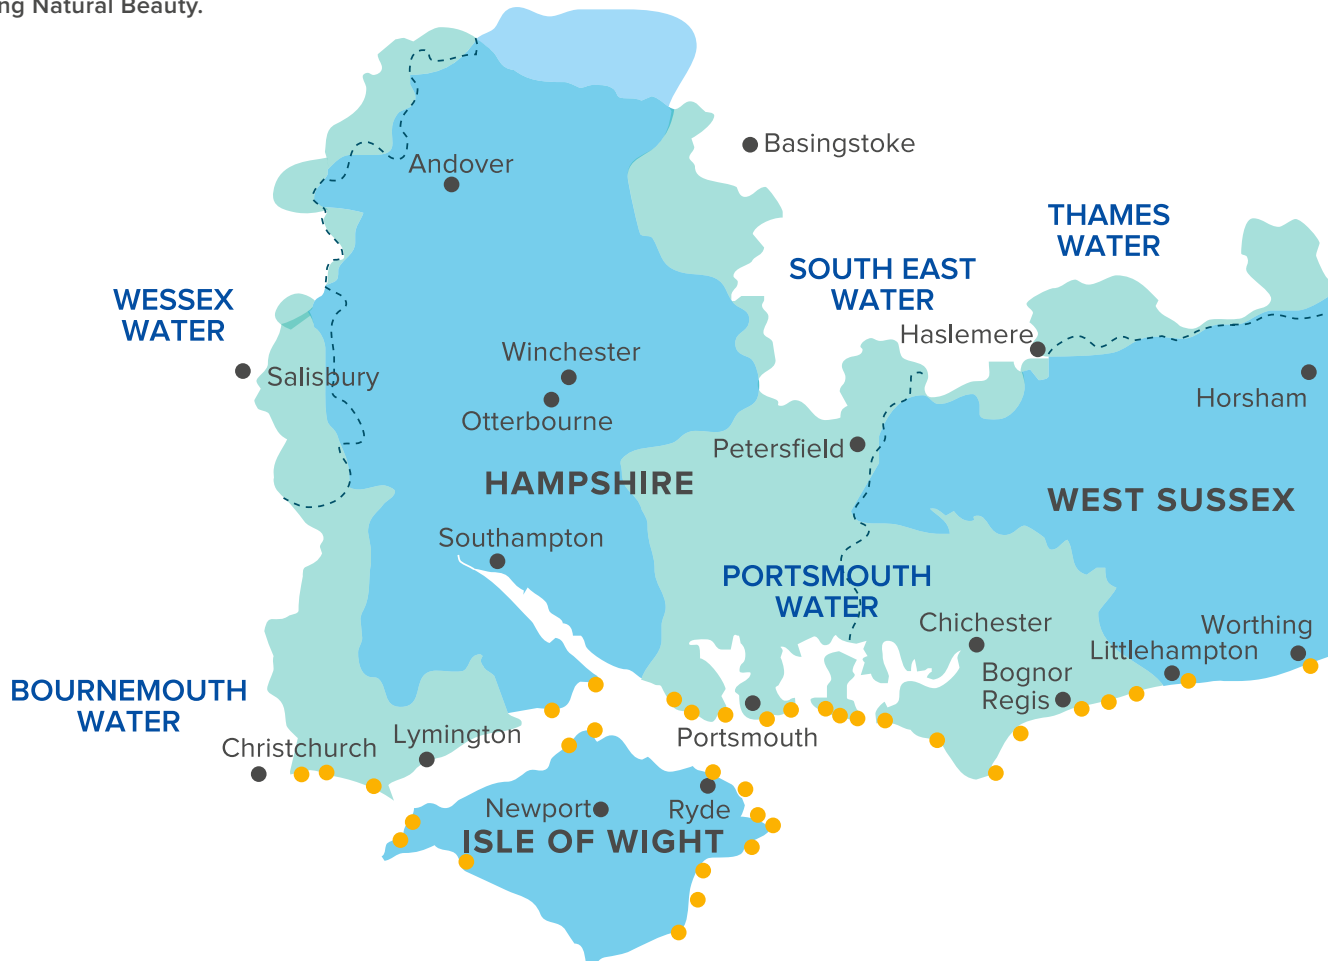 ng Natural Beauty.
Basingstoke
Andover
THAMES
WATER
SOUTH EAST
WATER
WESSEX
WATER
Haslemere
Winchester
Salisbury
Horsham
Otterbourne
Petersfield
HAMPSHIRE
WEST SUSSEX
Southampton
PORTSMOUTH
WATER
Chichester
Worthing
Littlehampton
Bognor
Regis
BOURNEMOUTH
WATER
Lymington
Portsmouth
Christchurch
Newport
Ryde
ISLE OF WIGHT